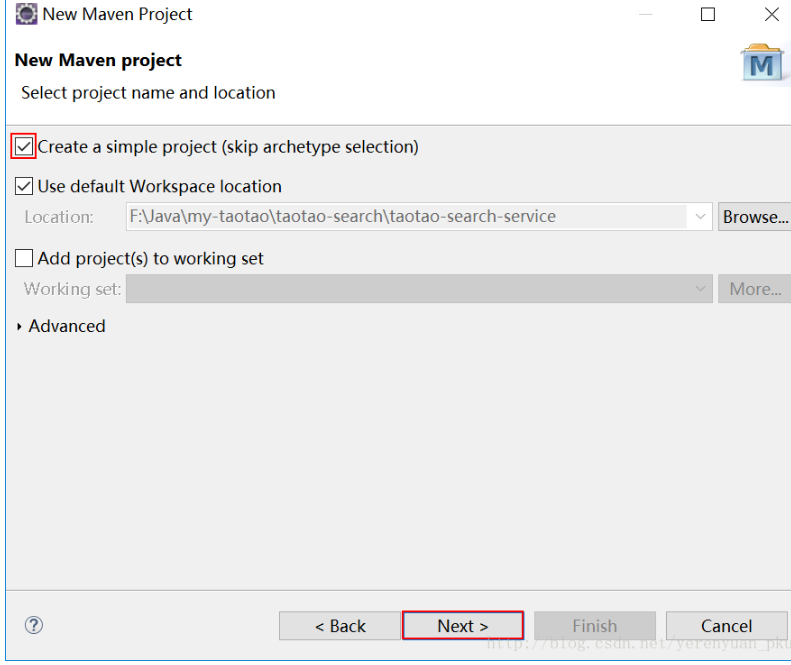 New Maven Project
New Maven project
Select project name and location
M
Create a simple project (skip archetype selection)
Use default Workspace location
Location: F:\Java\my-taotao\taotao-search\taotao-search-service Browse...
Add project(s) to working set
Working set: More...
Advanced
? < Back Next > Finish Cancel
http://blog.csdn.net/yerenyuan_pku